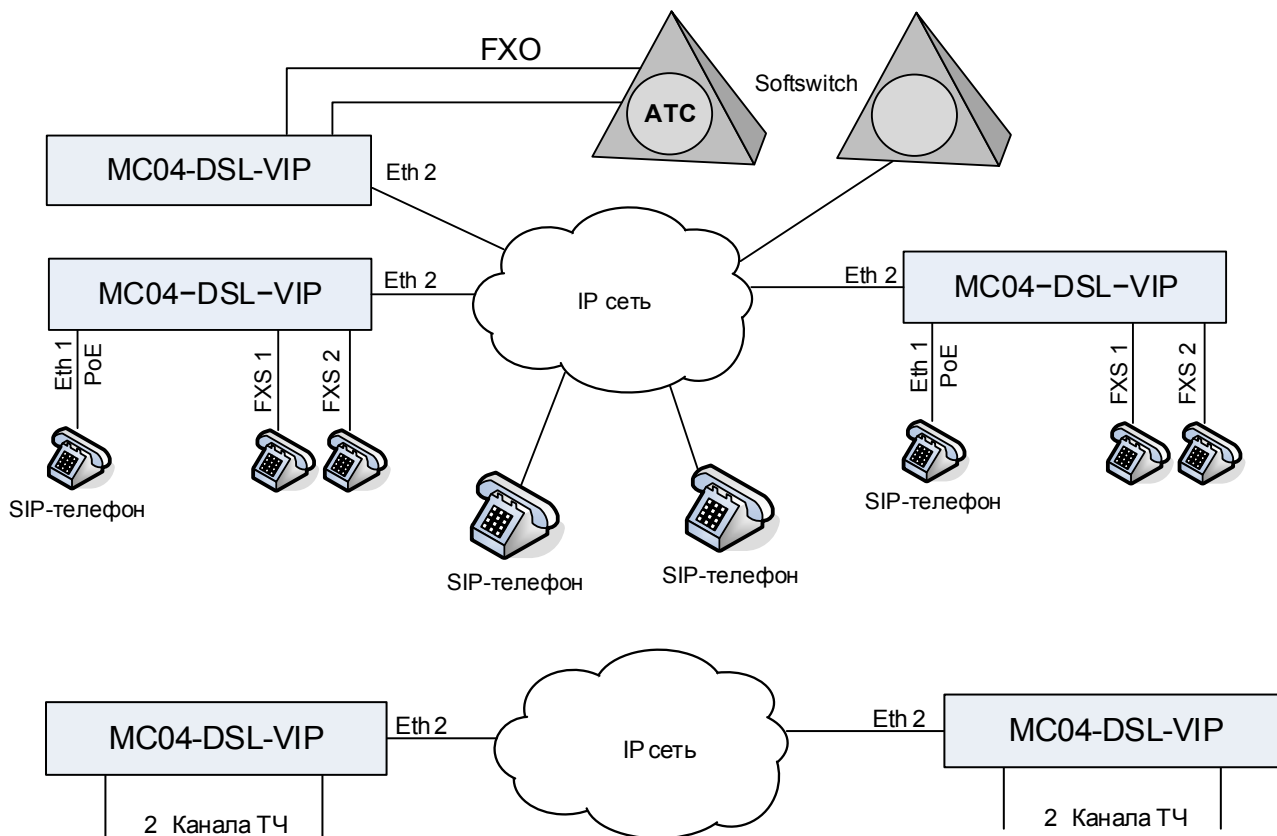 FXO
Softswitch
АТС
MC04-DSL-VIP
Eth 2
MC04−DSL−VIP
Eth 2
IP сеть
Eth 2
MC04−DSL−VIP
Eth 1
PoE
FXS 1
FXS 2
Eth 1
PoE
FXS 1
FXS 2
SIP-телефон
SIP-телефон
SIP-телефон
SIP-телефон
MC04-DSL-VIP
Eth 2
IP сеть
Eth 2
MC04-DSL-VIP
2 Канала ТЧ
2 Канала ТЧ